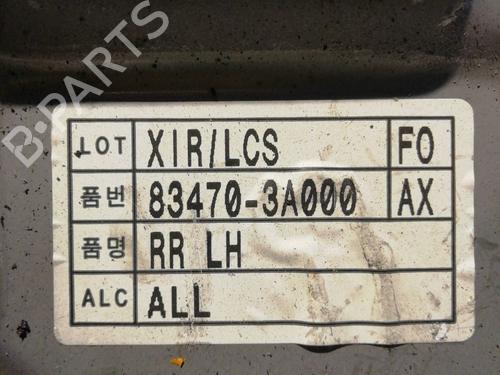 B-PARTS
LOT XIR/LCS FO
품번 83470-3A000 AX
품명 RR LH
ALC ALL